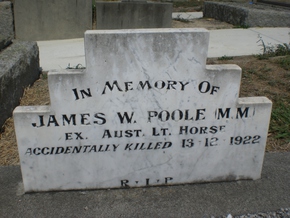 IN MEMORY OF
JAMES W. POOLE (M.M)
EX. AUST. LT. HORSE
ACCIDENTALLY KILLED 13-12-1922
R-I-P